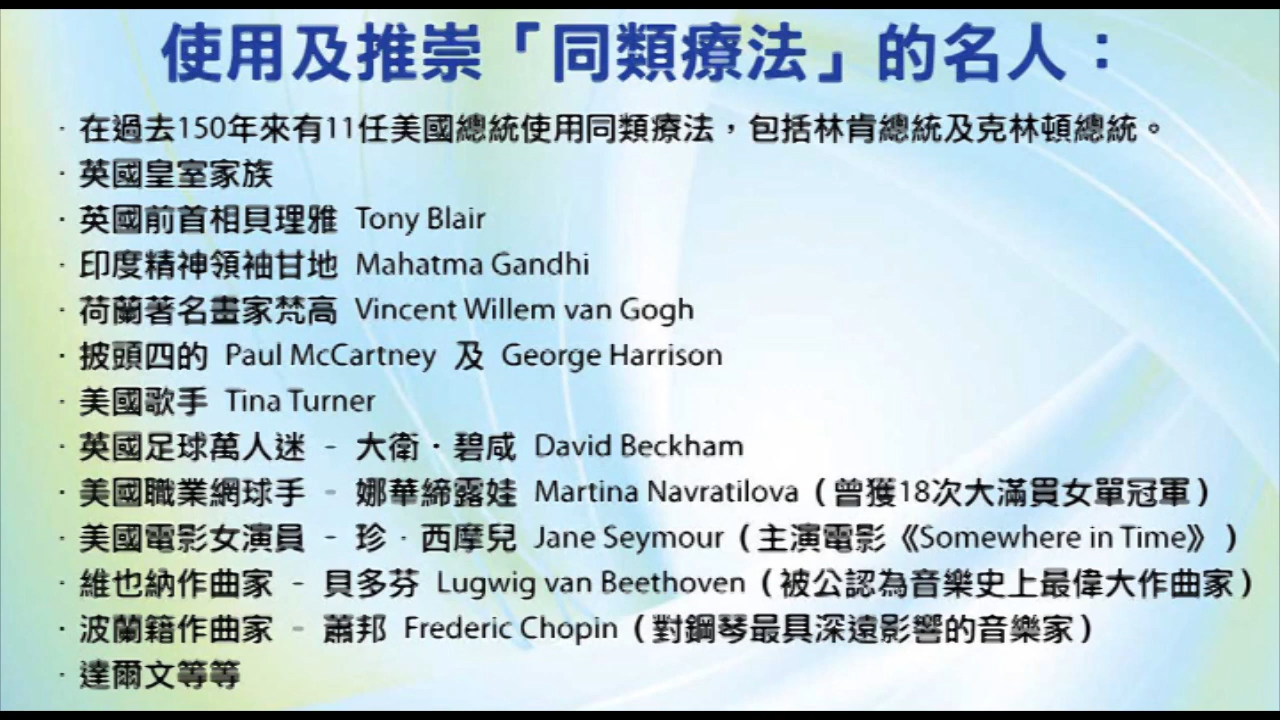 使用及推崇「同類療法」的名人：
· 在過去150年來有11任美國總統使用同類療法，包括林肯總統及克林頓總統。
· 英國皇室家族
· 英國前首相貝理雅 Tony Blair
· 印度精神領袖甘地 Mahatma Gandhi
· 荷蘭著名畫家梵高 Vincent Willem van Gogh
· 披頭四的 Paul McCartney 及 George Harrison
· 美國歌手 Tina Turner
· 英國足球萬人迷 - 大衛・碧咸 David Beckham
· 美國職業網球手 - 娜華締露娃 Martina Navratilova（曾獲18次大滿貫女單冠軍）
· 美國電影女演員 - 珍・西摩兒 Jane Seymour（主演電影《Somewhere in Time》）
· 維也納作曲家 - 貝多芬 Lugwig van Beethoven（被公認為音樂史上最偉大作曲家）
· 波蘭籍作曲家 - 蕭邦 Frederic Chopin（對鋼琴最具深遠影響的音樂家）
· 達爾文等等